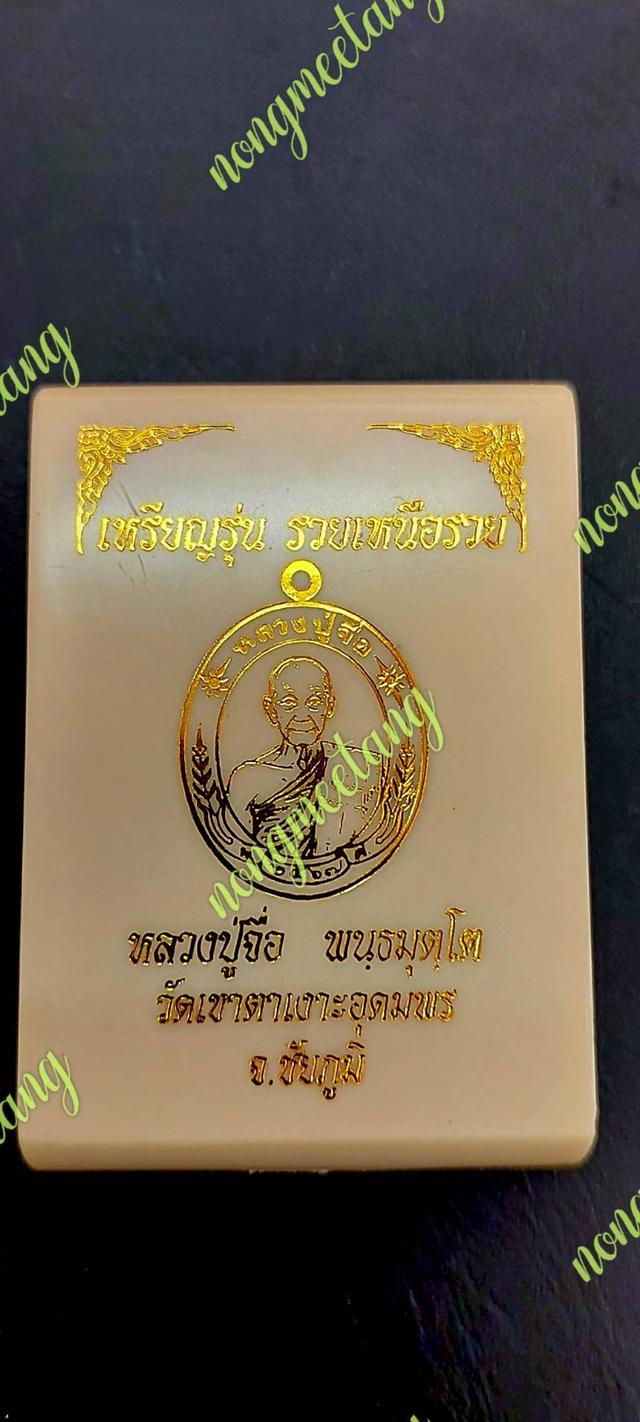 nongmeetang
เหรียญรุ่น รวยเหนือรวย
หลวงปู่จื่อ
nongmeetang
หลวงปู่จื่อ พนฺธมุตฺโต
วัดเขาตาเงาะอุดมพร
จ.ชัยภูมิ